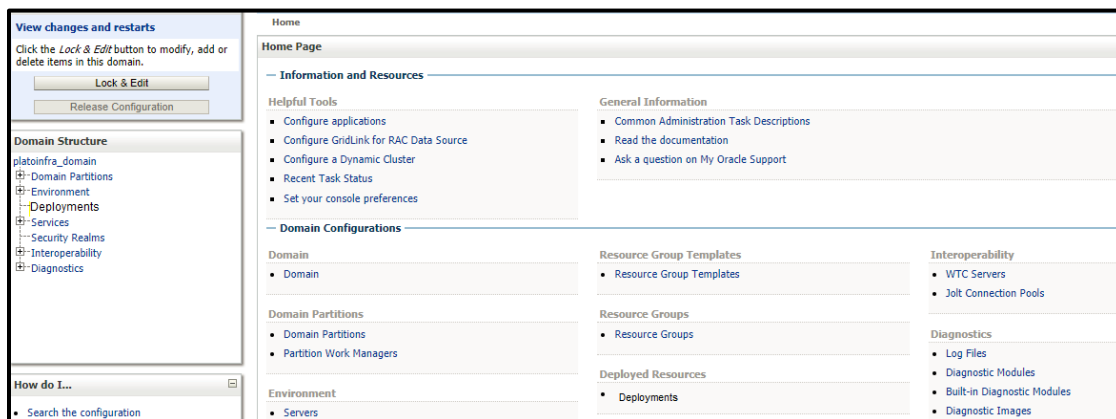 View changes and restarts
Click the Lock & Edit button to modify, add or
delete items in this domain.
Lock & Edit
Release Configuration
Domain Structure
platoinfra_domain
Domain Partitions
Environment
Deployments
Services
Security Realms
Interoperability
Diagnostics
How do I...
Search the configuration
Home
Home Page
Information and Resources
Helpful Tools
Configure applications
Configure GridLink for RAC Data Source
Configure a Dynamic Cluster
Recent Task Status
Set your console preferences
General Information
Common Administration Task Descriptions
Read the documentation
Ask a question on My Oracle Support
Domain Configurations
Domain
Domain
Domain Partitions
Domain Partitions
Partition Work Managers
Environment
Servers
Resource Group Templates
Resource Group Templates
Resource Groups
Resource Groups
Deployed Resources
Deployments
Interoperability
WTC Servers
Jolt Connection Pools
Diagnostics
Log Files
Diagnostic Modules
Built-in Diagnostic Modules
Diagnostic Images